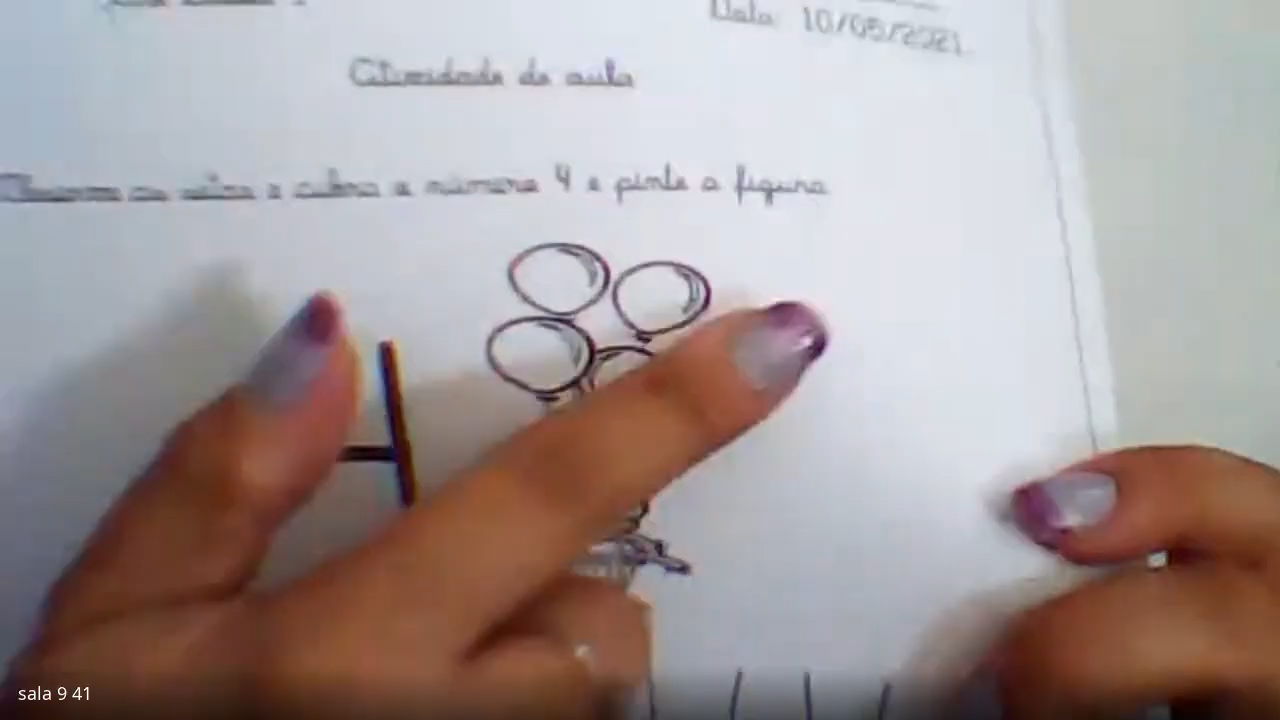 Data: 10/05/2021
Atividade de aula
e cubra o número 4 e pinte a figura
sala 9 41